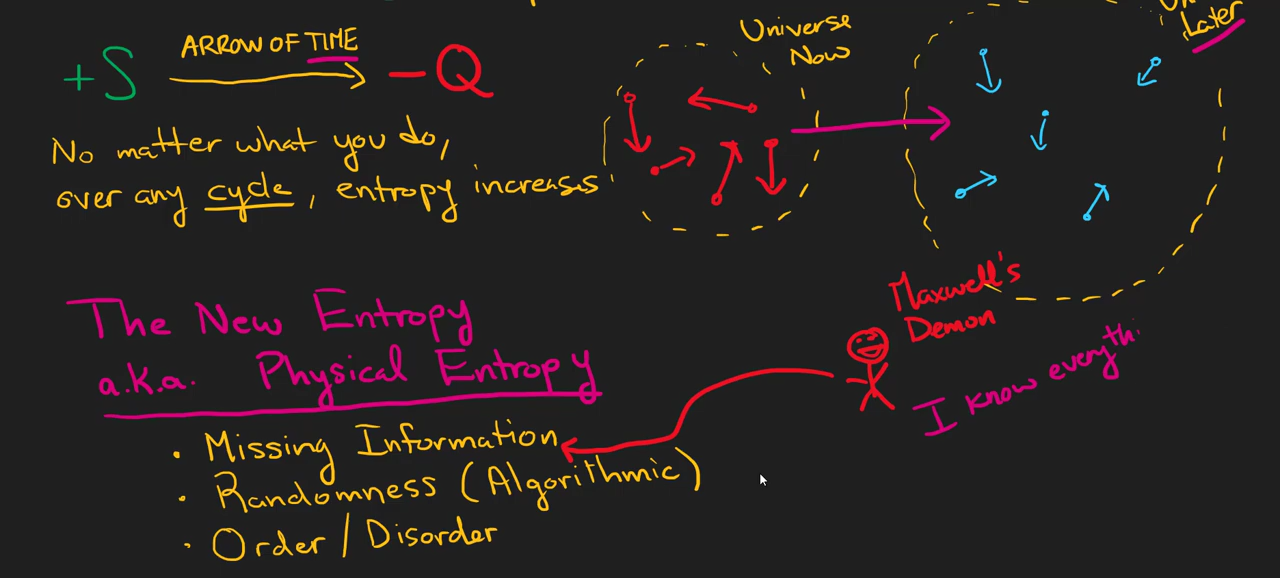 +S ARROW OF TIME -Q
No matter what you do,
over any cycle, entropy increases
Universe
Now
Later
The New Entropy
a.k.a. Physical Entropy
• Missing Information
• Randomness (Algorithmic)
• Order / Disorder
Maxwell's
Demon
I know everythi